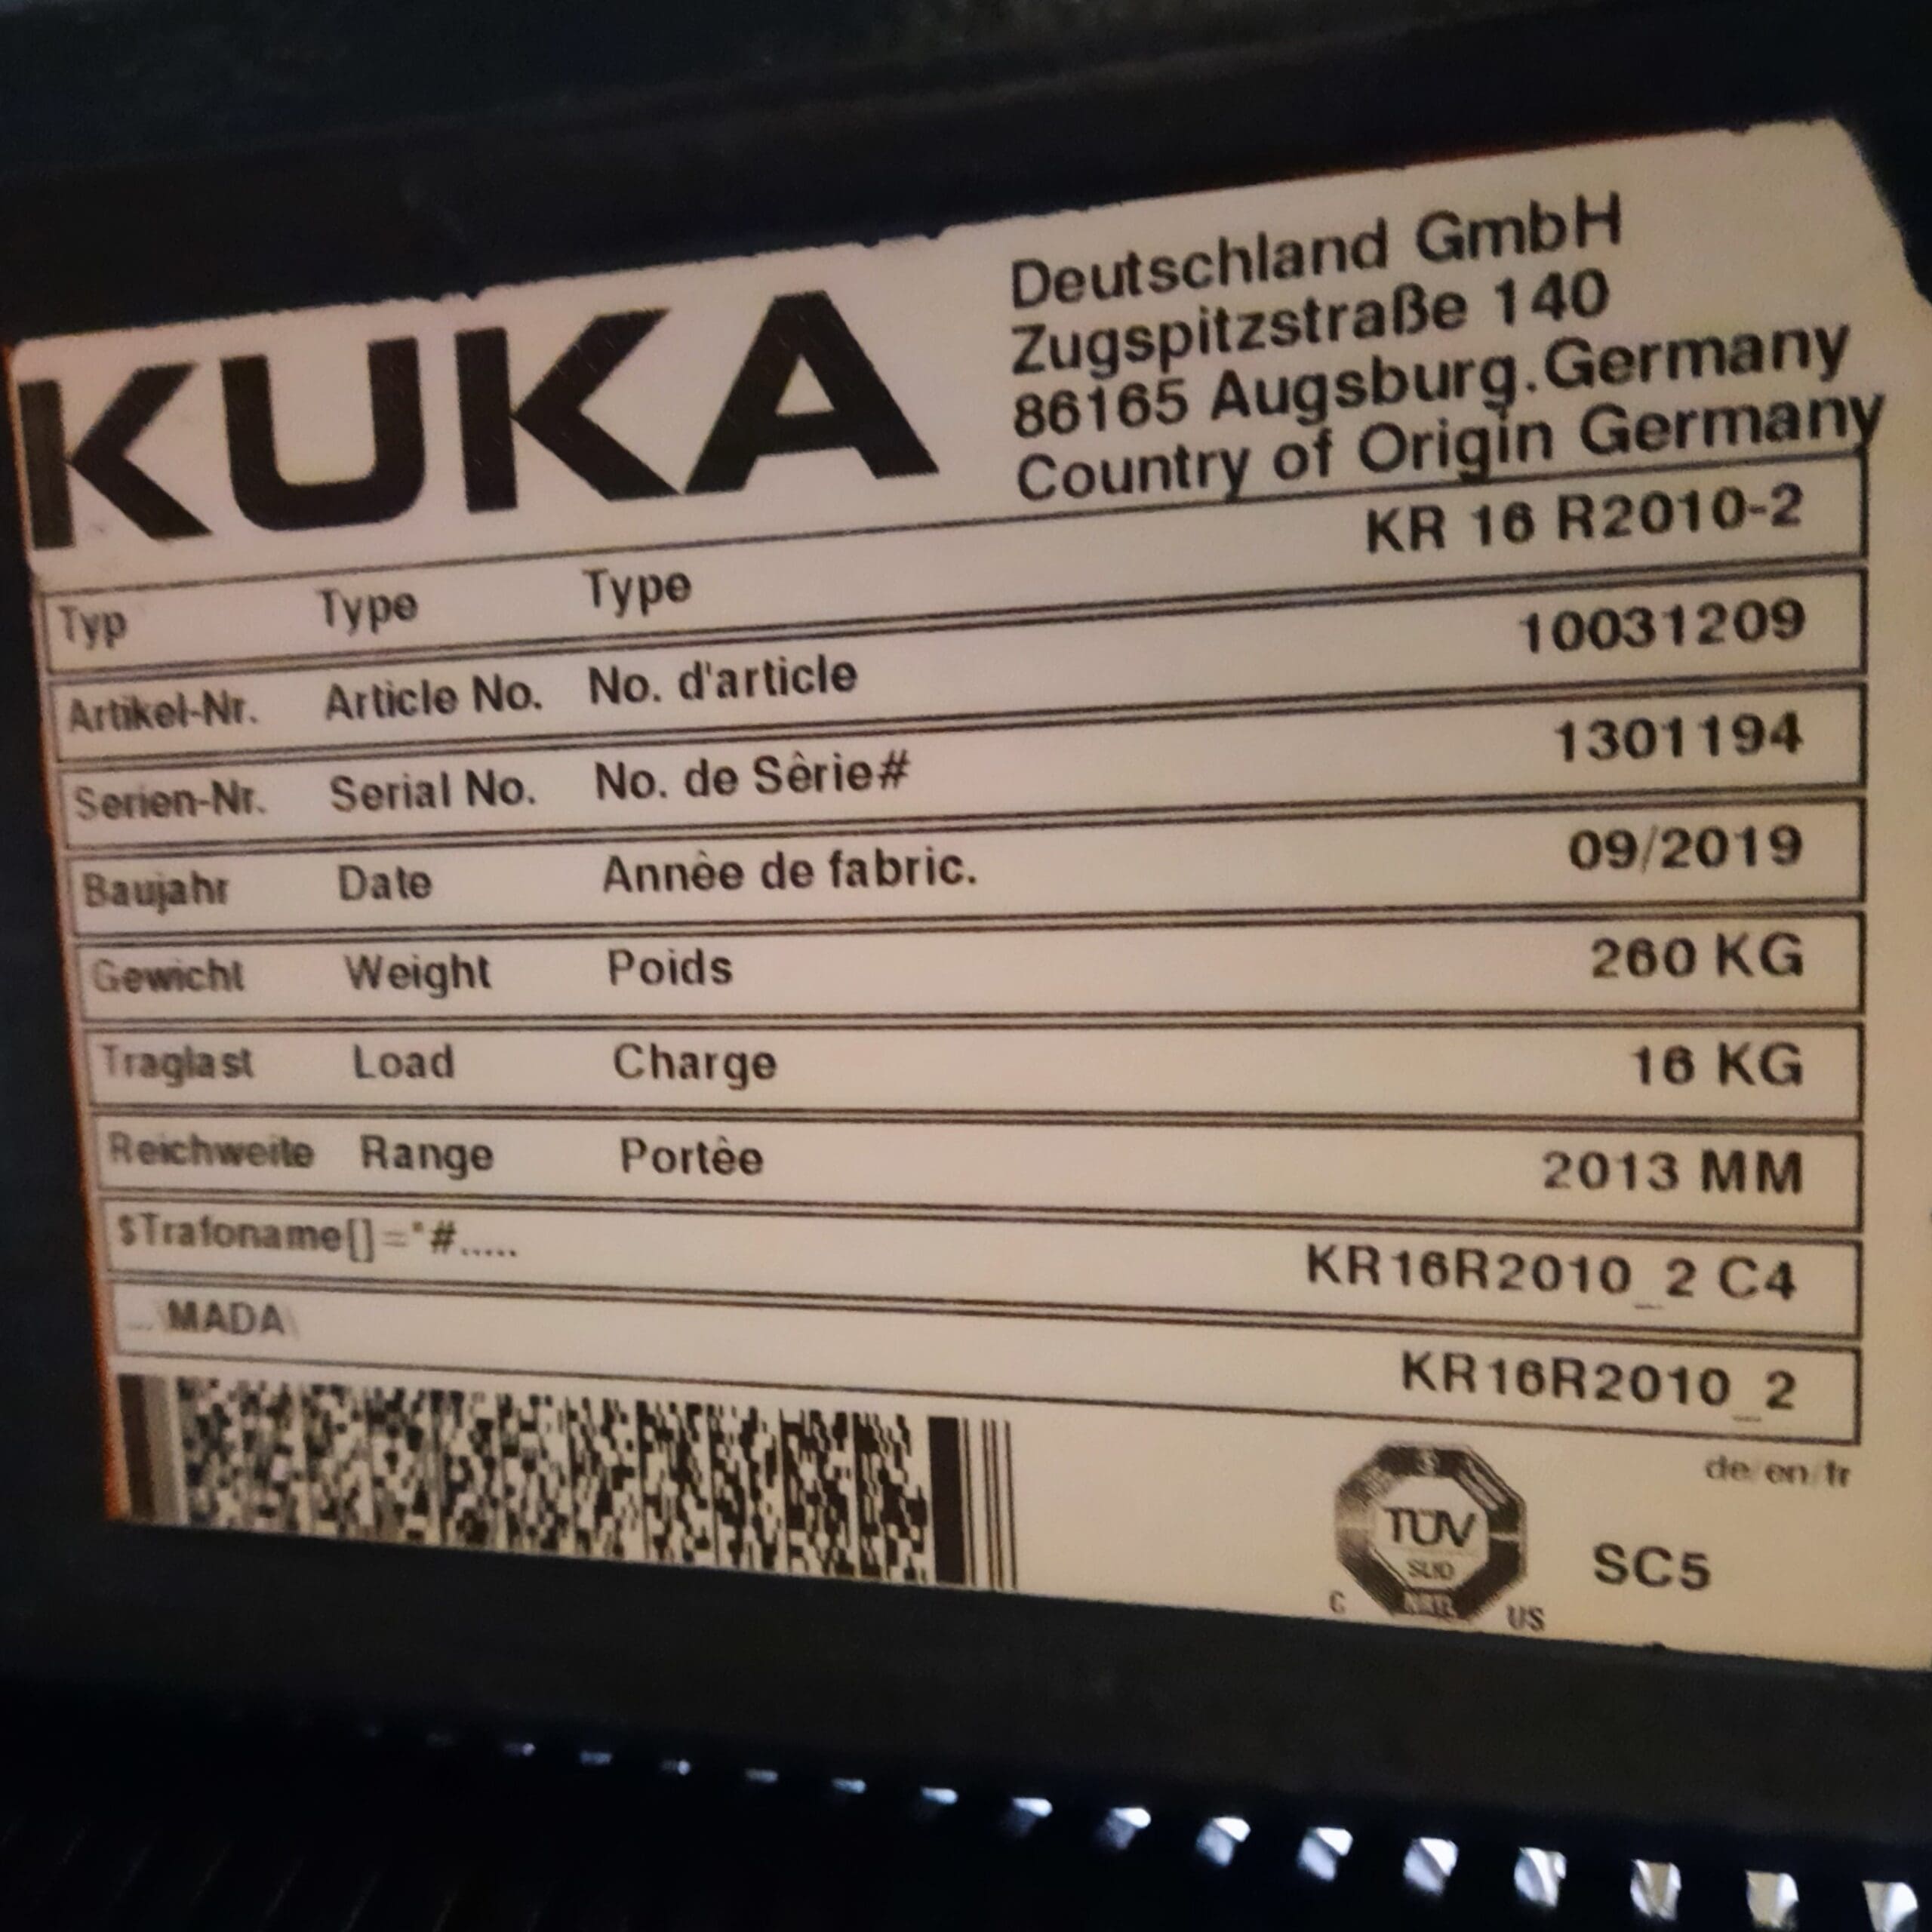 KUKA
Deutschland GmbH
Zugspitzstraße 140
86165 Augsburg.Germany
Country of Origin Germany
Typ Type Type KR 16 R2010-2
Artikel-Nr. Article No. No. d'article 10031209
Serien-Nr. Serial No. No. de Sêrie# 1301194
Baujahr Date Annêe de fabric. 09/2019
Gewicht Weight Poids 260 KG
Traglast Load Charge 16 KG
Reichweite Range Portêe 2013 MM
$Trafoname[]="#..... KR16R2010_2 C4
...\MADA\ KR16R2010_2
de/en/fr
TÜV
SÜD
NRTL
C US
SC5